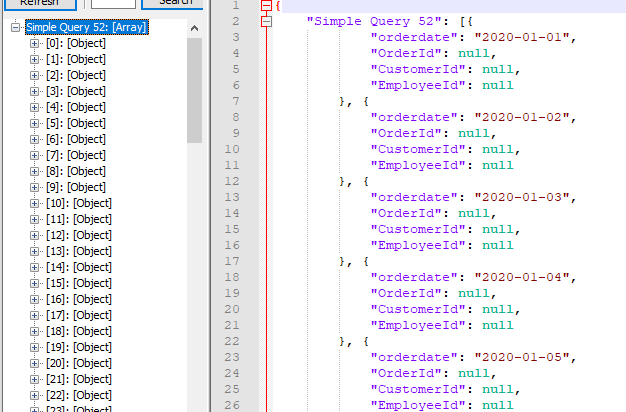 Refresh
Search
Simple Query 52: [Array]
[0]: [Object]
[1]: [Object]
[2]: [Object]
[3]: [Object]
[4]: [Object]
[5]: [Object]
[6]: [Object]
[7]: [Object]
[8]: [Object]
[9]: [Object]
[10]: [Object]
[11]: [Object]
[12]: [Object]
[13]: [Object]
[14]: [Object]
[15]: [Object]
[16]: [Object]
[17]: [Object]
[18]: [Object]
[19]: [Object]
[20]: [Object]
[21]: [Object]
[22]: [Object]
[23]: [Object]
1 {
2 "Simple Query 52": [{
3 "orderdate": "2020-01-01",
4 "OrderId": null,
5 "CustomerId": null,
6 "EmployeeId": null
7 }, {
8 "orderdate": "2020-01-02",
9 "OrderId": null,
10 "CustomerId": null,
11 "EmployeeId": null
12 }, {
13 "orderdate": "2020-01-03",
14 "OrderId": null,
15 "CustomerId": null,
16 "EmployeeId": null
17 }, {
18 "orderdate": "2020-01-04",
19 "OrderId": null,
20 "CustomerId": null,
21 "EmployeeId": null
22 }, {
23 "orderdate": "2020-01-05",
24 "OrderId": null,
25 "CustomerId": null,
26 "EmployeeId": null